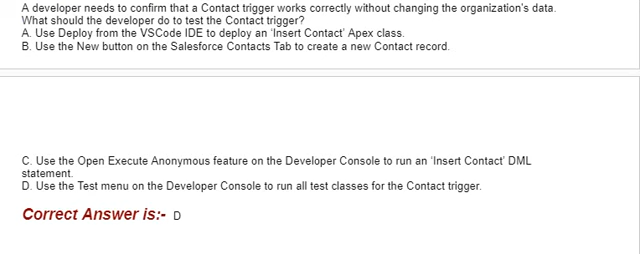 A developer needs to confirm that a Contact trigger works correctly without changing the organization's data.
What should the developer do to test the Contact trigger?
A. Use Deploy from the VSCode IDE to deploy an 'Insert Contact' Apex class.
B. Use the New button on the Salesforce Contacts Tab to create a new Contact record.
C. Use the Open Execute Anonymous feature on the Developer Console to run an 'Insert Contact' DML
statement.
D. Use the Test menu on the Developer Console to run all test classes for the Contact trigger.
Correct Answer is:- D